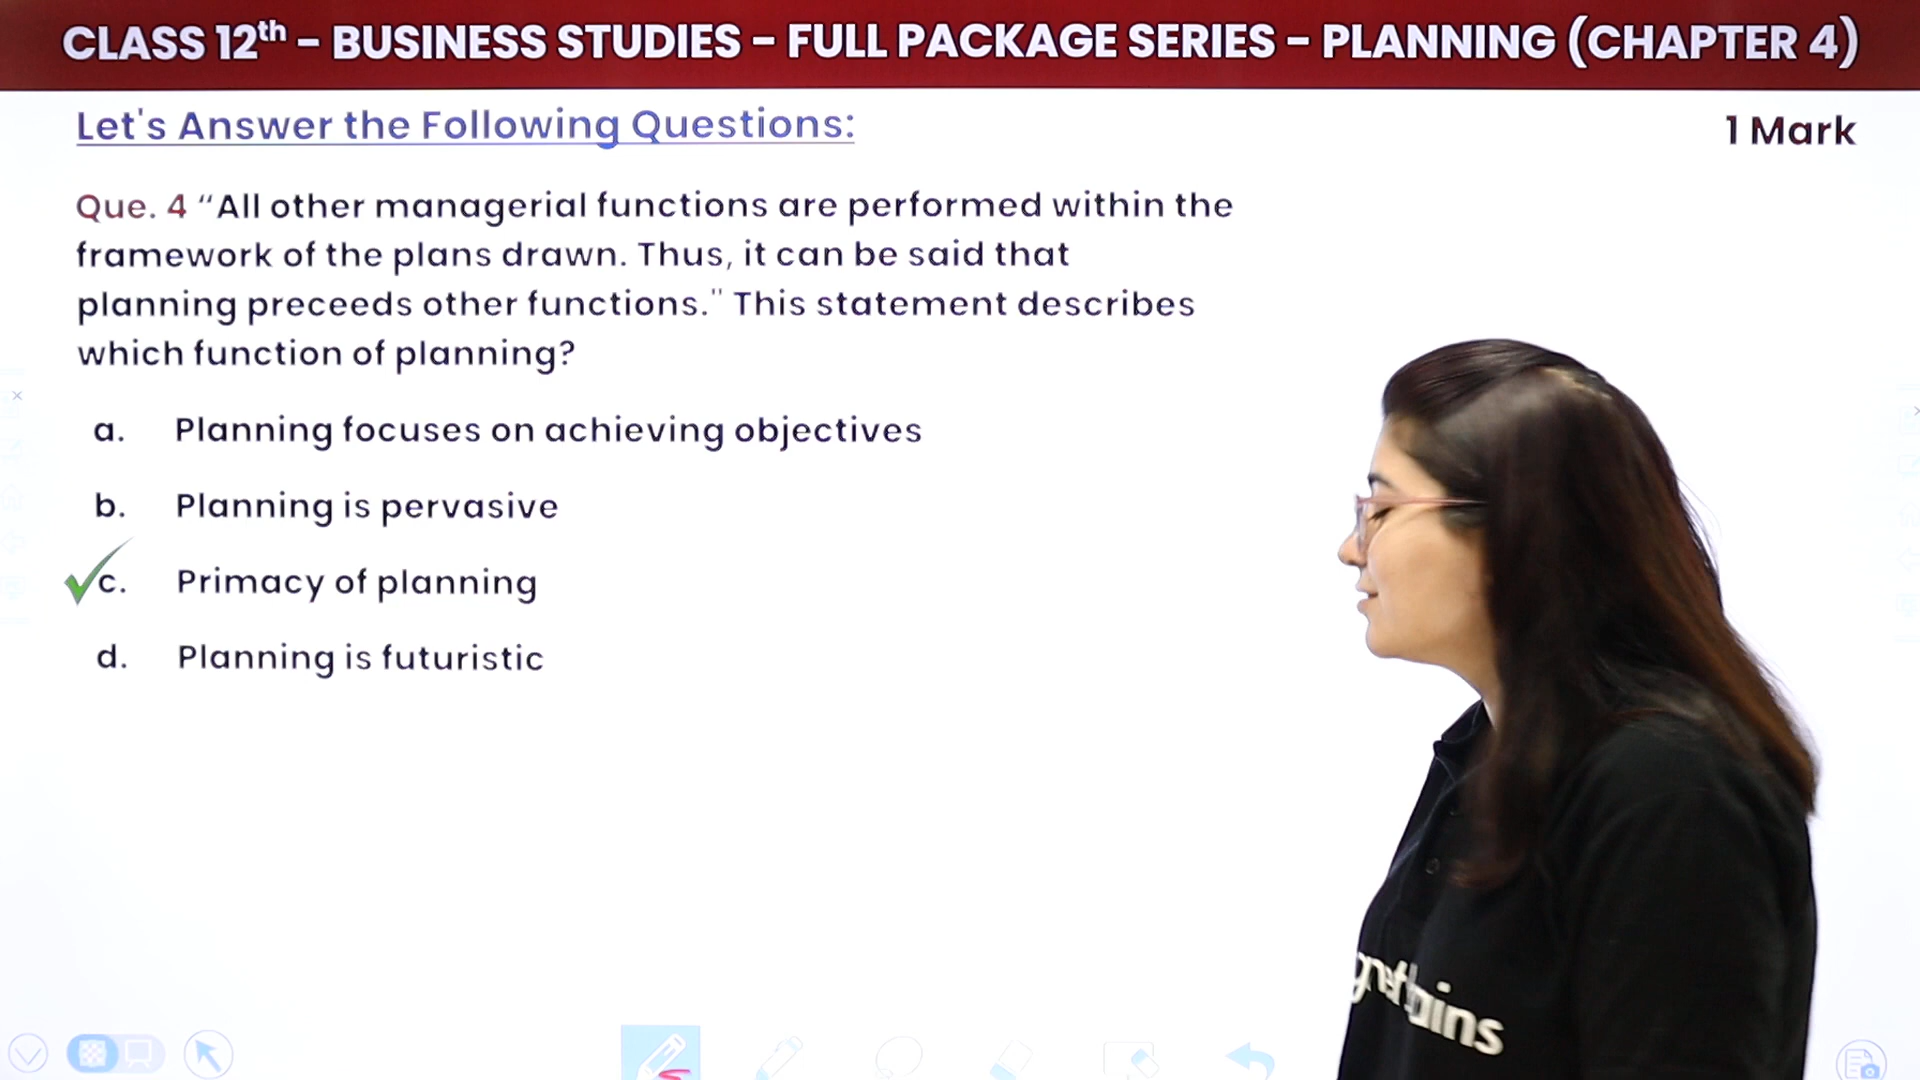 CLASS 12th – BUSINESS STUDIES – FULL PACKAGE SERIES – PLANNING (CHAPTER 4)
Let's Answer the Following Questions:
1 Mark
Que. 4 “All other managerial functions are performed within the
framework of the plans drawn. Thus, it can be said that
planning preceeds other functions." This statement describes
which function of planning?
a. Planning focuses on achieving objectives
b. Planning is pervasive
c. Primacy of planning
d. Planning is futuristic